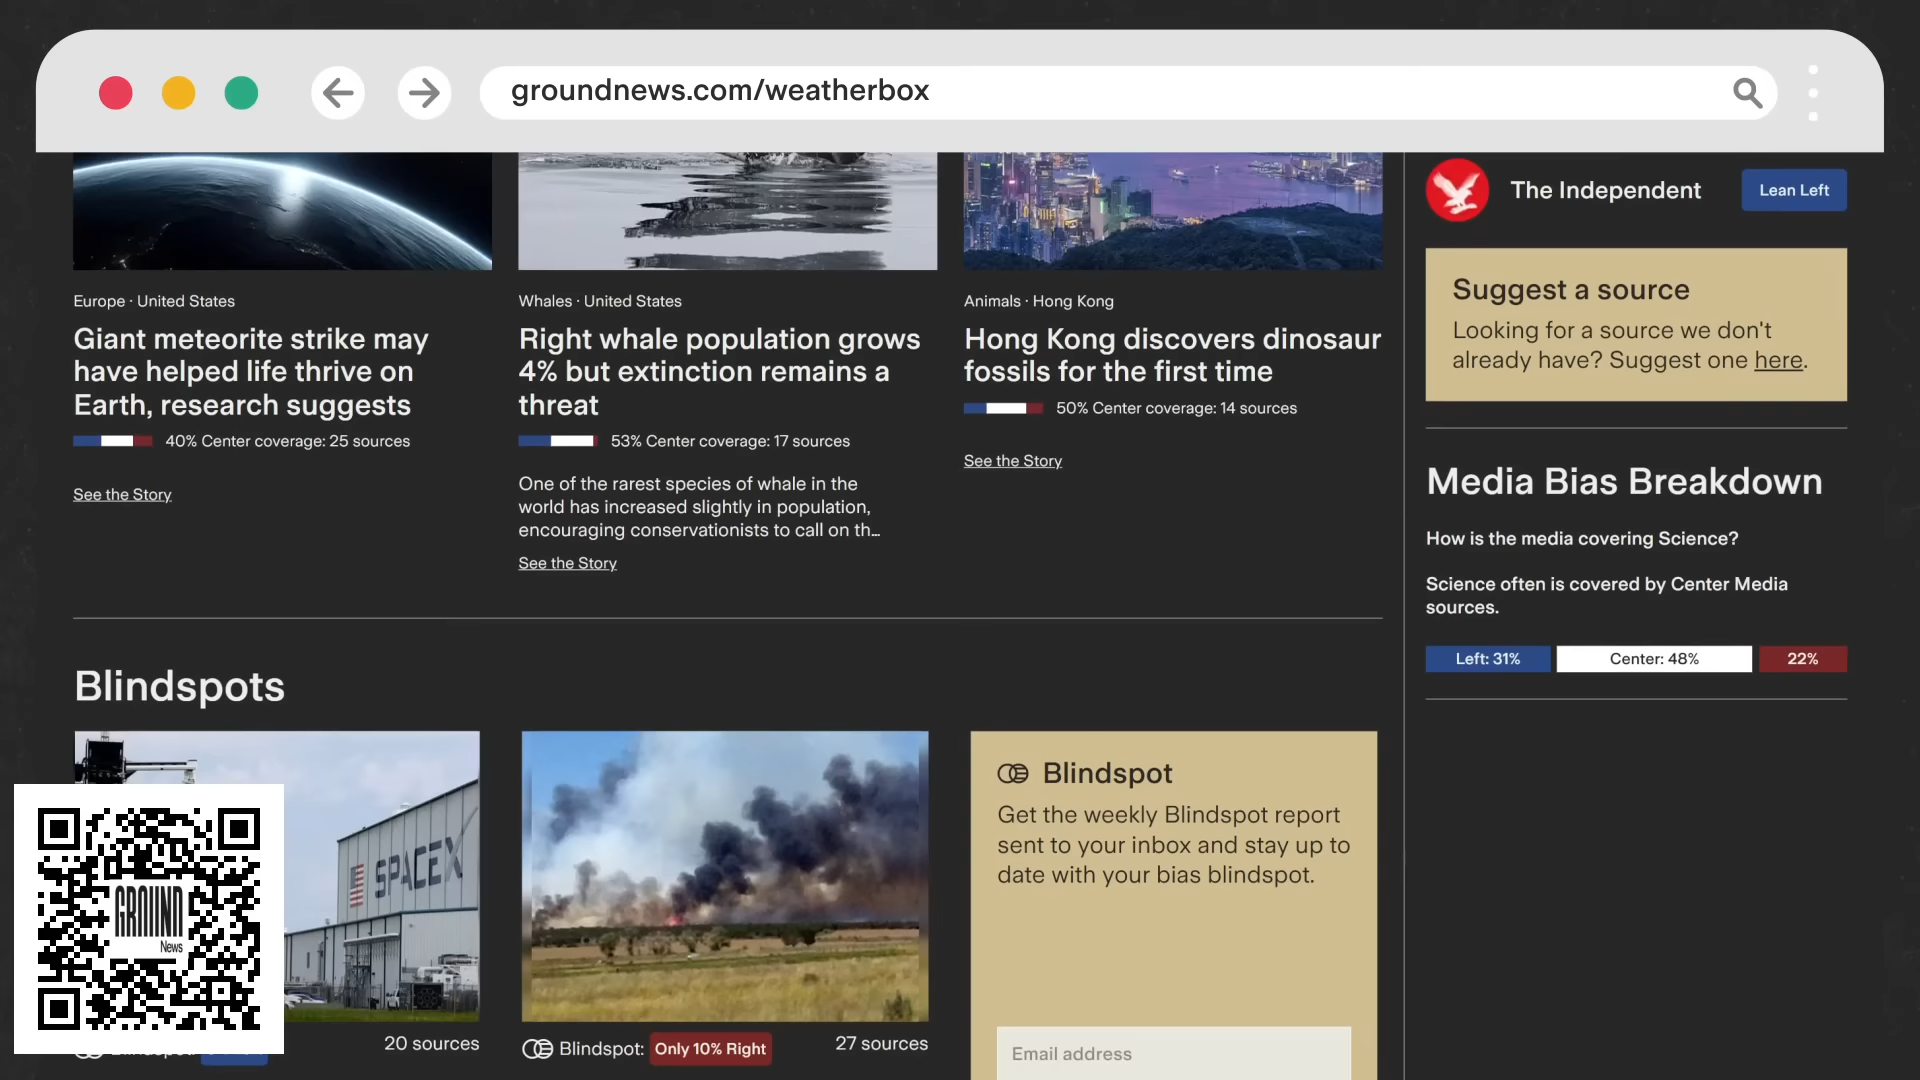 groundnews.com/weatherbox
The Independent
Lean Left
Suggest a source
Looking for a source we don't
already have? Suggest one here.
Europe · United States
Giant meteorite strike may
have helped life thrive on
Earth, research suggests
40% Center coverage: 25 sources
See the Story
Whales · United States
Right whale population grows
4% but extinction remains a
threat
53% Center coverage: 17 sources
One of the rarest species of whale in the
world has increased slightly in population,
encouraging conservationists to call on th...
See the Story
Animals · Hong Kong
Hong Kong discovers dinosaur
fossils for the first time
50% Center coverage: 14 sources
See the Story
Media Bias Breakdown
How is the media covering Science?
Science often is covered by Center Media
sources.
Left: 31%
Center: 48%
22%
Blindspots
SPACEX
GROUND
News
20 sources
Blindspot:
Only 10% Right
27 sources
Blindspot
Get the weekly Blindspot report
sent to your inbox and stay up to
date with your bias blindspot.
Email address